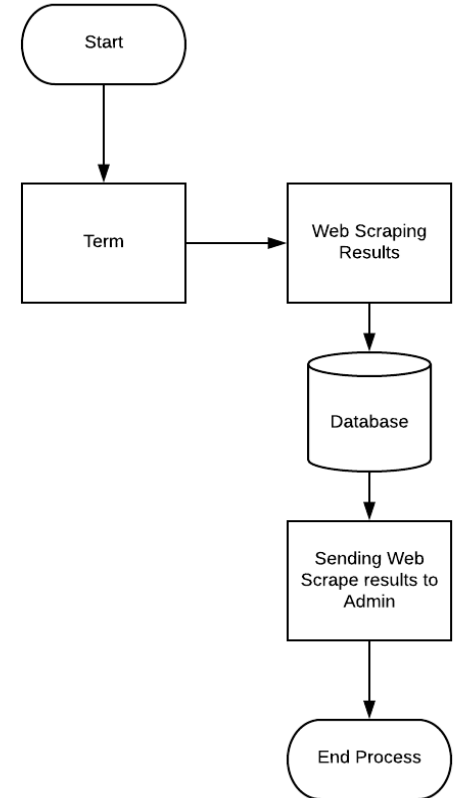 Start
Term
Web Scraping
Results
Database
Sending Web
Scrape results to
Admin
End Process